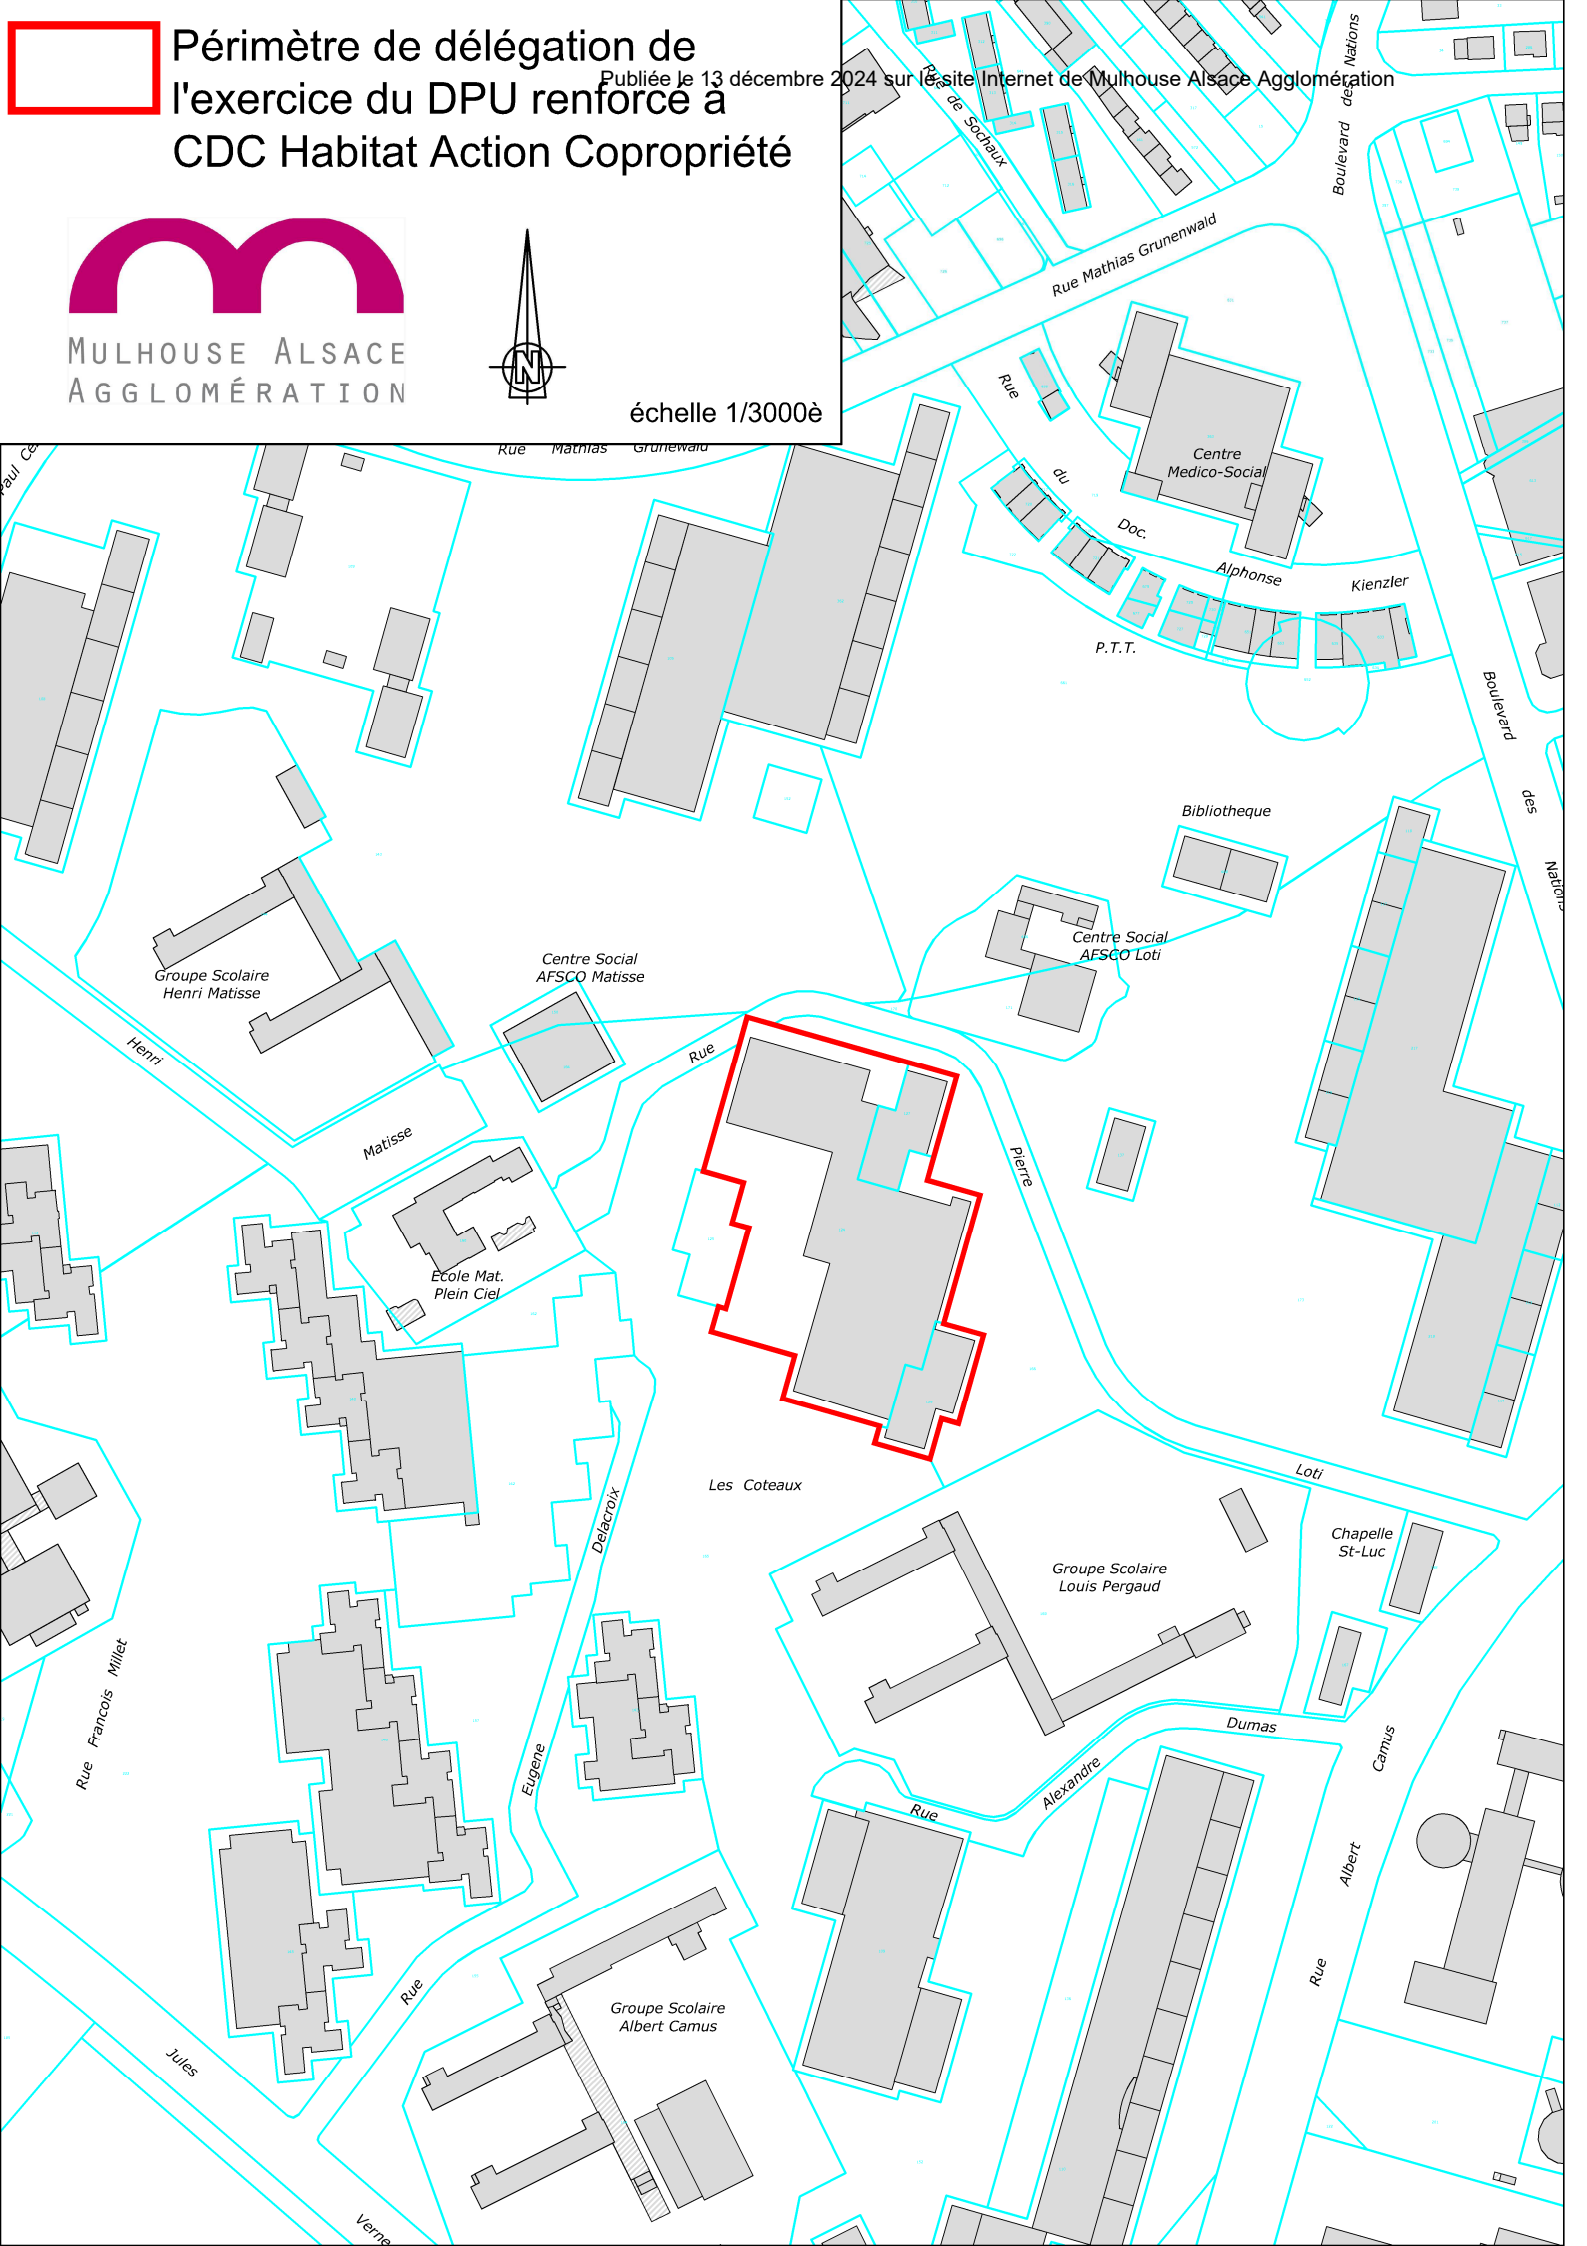 Périmètre de délégation de
l'exercice du DPU renforcé à
CDC Habitat Action Copropriété
Publiée le 13 décembre 2024 sur le site Internet de Mulhouse Alsace Agglomération
MULHOUSE ALSACE
AGGLOMÉRATION
N
échelle 1/3000è
Rue de Sochaux
Boulevard des Nations
Rue Mathias Grunenwald
Rue Mathias Grunewald
Paul
Rue du Doc. Alphonse Kienzler
Centre
Medico-Social
P.T.T.
Boulevard des Nations
Bibliotheque
Centre Social
AFSCO Loti
Centre Social
AFSCO Matisse
Groupe Scolaire
Henri Matisse
Henri Matisse
Rue Pierre Loti
Ecole Mat.
Plein Ciel
Les Coteaux
Rue Eugene Delacroix
Chapelle
St-Luc
Groupe Scolaire
Louis Pergaud
Rue Francois Millet
Rue Alexandre Dumas
Rue Albert Camus
Groupe Scolaire
Albert Camus
Jules Verne